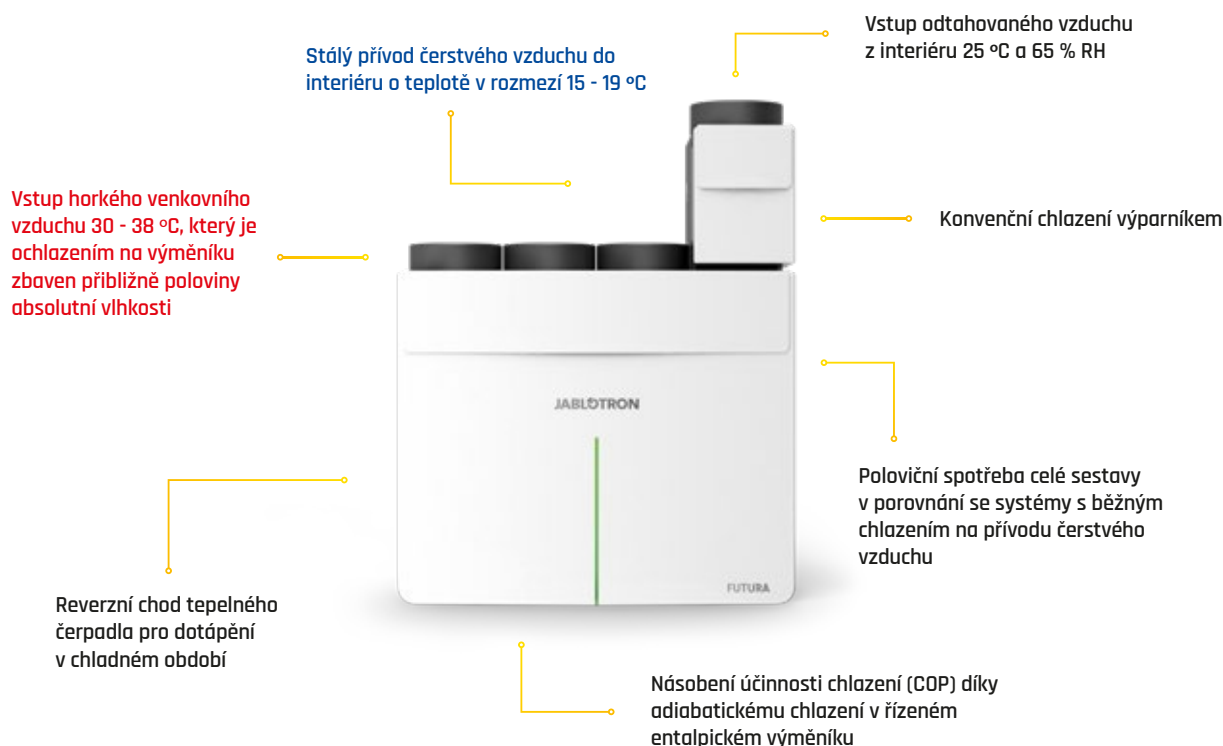 Vstup odtahovaného vzduchu
z interiéru 25 °C a 65 % RH
Stálý přívod čerstvého vzduchu do
interiéru o teplotě v rozmezí 15 - 19 °C
Vstup horkého venkovního
vzduchu 30 - 38 °C, který je
ochlazením na výměníku
zbaven přibližně poloviny
absolutní vlhkosti
Konvenční chlazení výparníkem
JABLOTRON
Poloviční spotřeba celé sestavy
v porovnání se systémy s běžným
chlazením na přívodu čerstvého
vzduchu
FUTURA
Reverzní chod tepelného
čerpadla pro dotápění
v chladném období
Násobení účinnosti chlazení (COP) díky
adiabatickému chlazení v řízeném
entalpickém výměníku